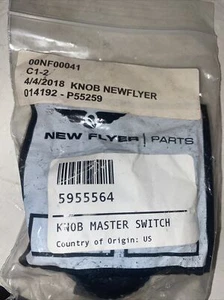 00NF00041
C1-2
4/4/2018 KNOB NEWFLYER
014192 - P55259
NEW FLYER | PARTS
5955564
KNOB MASTER SWITCH
Country of Origin: US